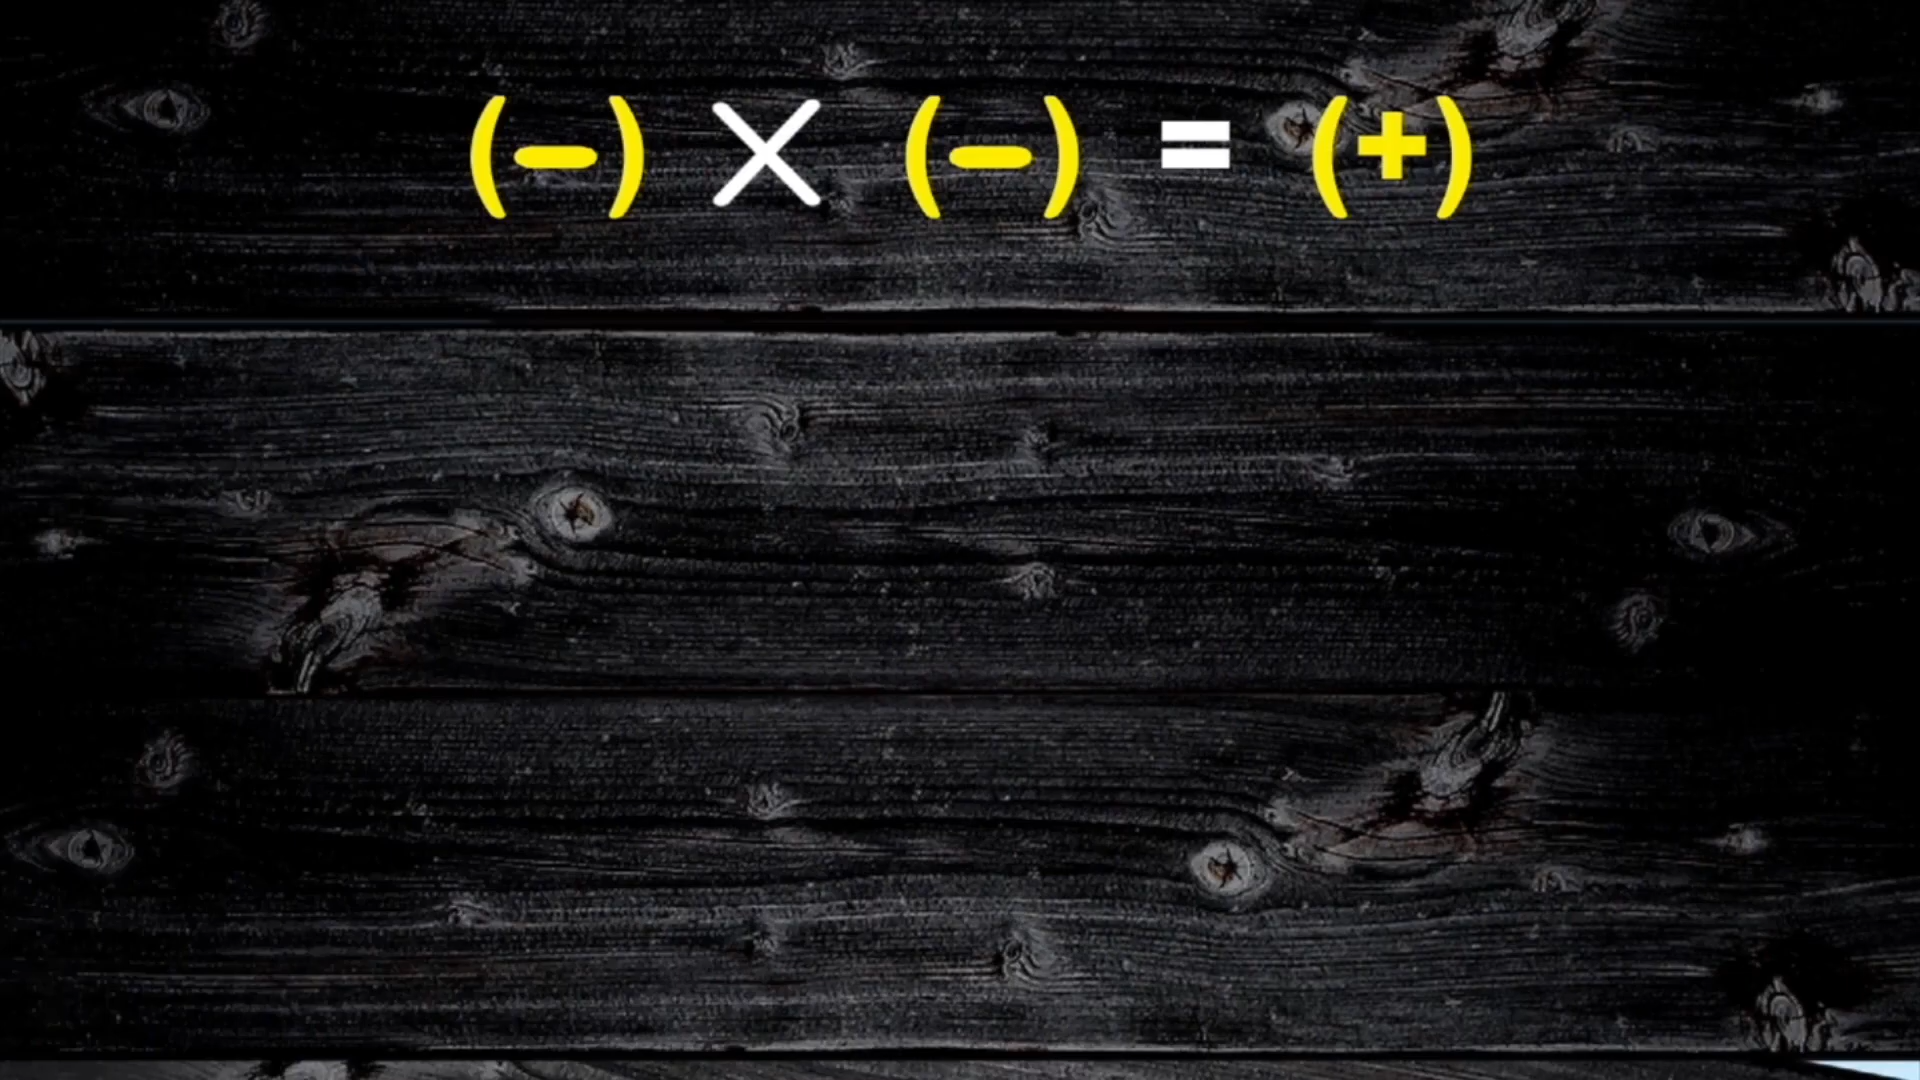 (-) × (-) = (+)